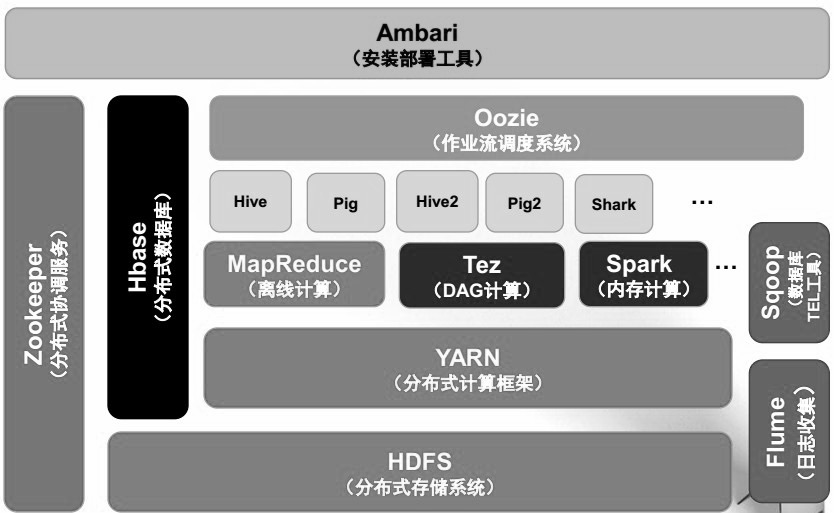 Ambari
（安装部署工具）
Zookeeper
（分布式协调服务）
Hbase
（分布式数据库）
Oozie
（作业流调度系统）
Hive
Pig
Hive2
Pig2
Shark
...
MapReduce
（离线计算）
Tez
（DAG计算）
Spark
（内存计算）
...
YARN
（分布式计算框架）
HDFS
（分布式存储系统）
Sqoop
（数据库
TEL工具）
Flume
（日志收集）